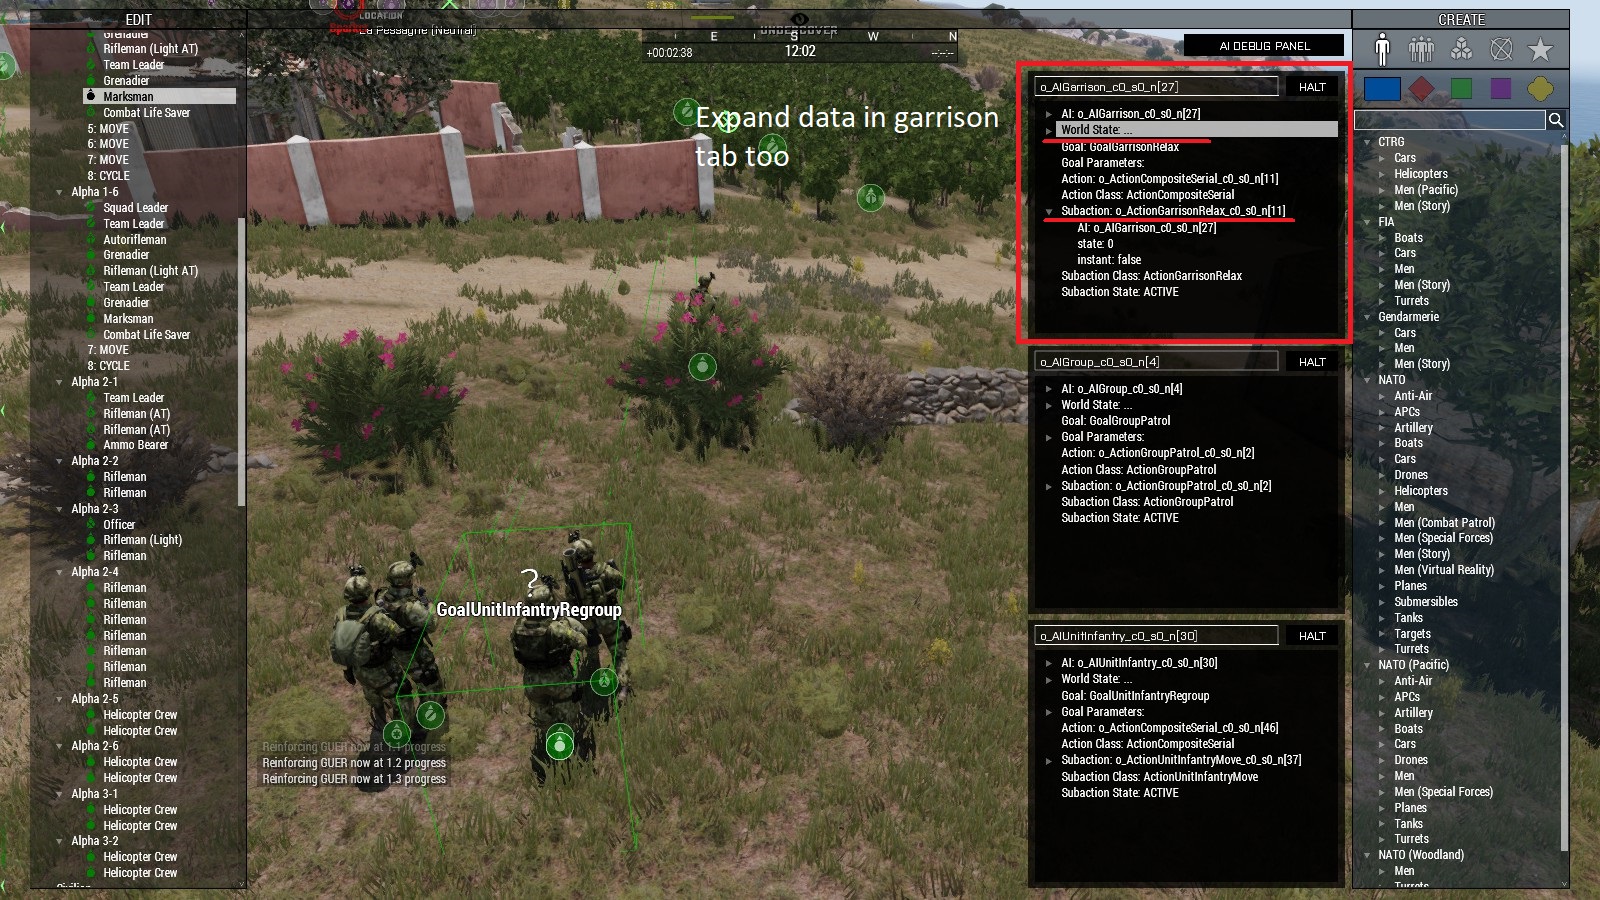 EDIT
Grenadier
Rifleman (Light AT)
Team Leader
Grenadier
Marksman
Combat Life Saver
5: MOVE
6: MOVE
7: MOVE
8: CYCLE
Alpha 1-6
Squad Leader
Team Leader
Autorifleman
Grenadier
Rifleman (Light AT)
Team Leader
Grenadier
Marksman
Combat Life Saver
7: MOVE
8: CYCLE
Alpha 2-1
Team Leader
Rifleman (AT)
Rifleman (AT)
Ammo Bearer
Alpha 2-2
Rifleman
Rifleman
Alpha 2-3
Officer
Rifleman (Light)
Rifleman
Alpha 2-4
Rifleman
Rifleman
Rifleman
Rifleman
Rifleman
Rifleman
Rifleman
Alpha 2-5
Helicopter Crew
Helicopter Crew
Alpha 2-6
Helicopter Crew
Helicopter Crew
Alpha 3-1
Helicopter Crew
Helicopter Crew
Alpha 3-2
Helicopter Crew
Helicopter Crew
Civilian
LOCATION
La Pessagne (Neutral)
UNDERCOVER
E S W N
+00:02:38 12:02 --:--
Expand data in garrison
tab too
?
GoalUnitInfantryRegroup
Reinforcing GUER now at 1.1 progress
Reinforcing GUER now at 1.2 progress
Reinforcing GUER now at 1.3 progress
AI DEBUG PANEL
o_AIGarrison_c0_s0_n[27] HALT
AI: o_AIGarrison_c0_s0_n[27]
World State: ...
Goal: GoalGarrisonRelax
Goal Parameters:
Action: o_ActionCompositeSerial_c0_s0_n[11]
Action Class: ActionCompositeSerial
Subaction: o_ActionGarrisonRelax_c0_s0_n[11]
AI: o_AIGarrison_c0_s0_n[27]
state: 0
instant: false
Subaction Class: ActionGarrisonRelax
Subaction State: ACTIVE
o_AIGroup_c0_s0_n[4] HALT
AI: o_AIGroup_c0_s0_n[4]
World State: ...
Goal: GoalGroupPatrol
Goal Parameters:
Action: o_ActionGroupPatrol_c0_s0_n[2]
Action Class: ActionGroupPatrol
Subaction: o_ActionGroupPatrol_c0_s0_n[2]
Subaction Class: ActionGroupPatrol
Subaction State: ACTIVE
o_AIUnitInfantry_c0_s0_n[30] HALT
AI: o_AIUnitInfantry_c0_s0_n[30]
World State: ...
Goal: GoalUnitInfantryRegroup
Goal Parameters:
Action: o_ActionCompositeSerial_c0_s0_n[46]
Action Class: ActionCompositeSerial
Subaction: o_ActionUnitInfantryMove_c0_s0_n[37]
Subaction Class: ActionUnitInfantryMove
Subaction State: ACTIVE
CREATE
CTRG
Cars
Helicopters
Men (Pacific)
Men (Story)
FIA
Boats
Cars
Men
Men (Story)
Turrets
Gendarmerie
Cars
Men
Men (Story)
NATO
Anti-Air
APCs
Artillery
Boats
Cars
Drones
Helicopters
Men
Men (Combat Patrol)
Men (Special Forces)
Men (Story)
Men (Virtual Reality)
Planes
Submersibles
Tanks
Targets
Turrets
NATO (Pacific)
Anti-Air
APCs
Artillery
Boats
Cars
Drones
Men
Men (Special Forces)
Planes
Tanks
Turrets
NATO (Woodland)
Men
Turrets